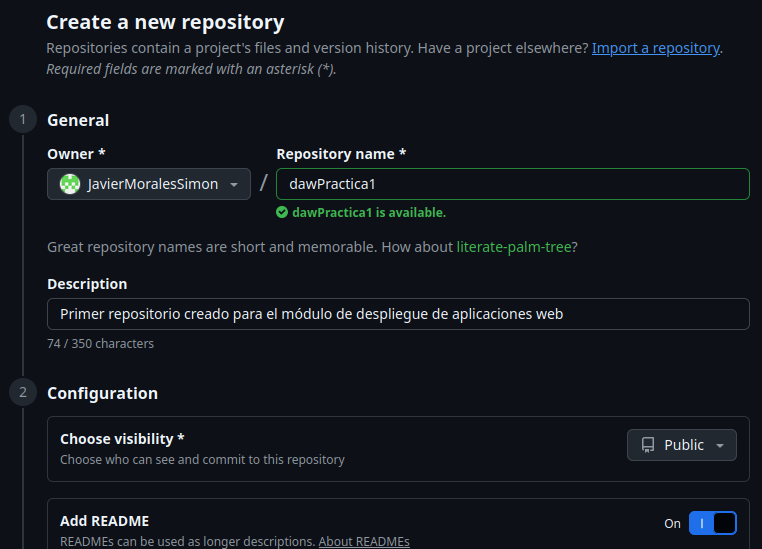 Create a new repository
Repositories contain a project's files and version history. Have a project elsewhere? Import a repository.
Required fields are marked with an asterisk (*).
1
General
Owner *
Repository name *
JavierMoralesSimon
/
dawPractica1
dawPractica1 is available.
Great repository names are short and memorable. How about literate-palm-tree?
Description
Primer repositorio creado para el módulo de despliegue de aplicaciones web
74 / 350 characters
2
Configuration
Choose visibility *
Choose who can see and commit to this repository
Public
Add README
READMEs can be used as longer descriptions. About READMEs
On